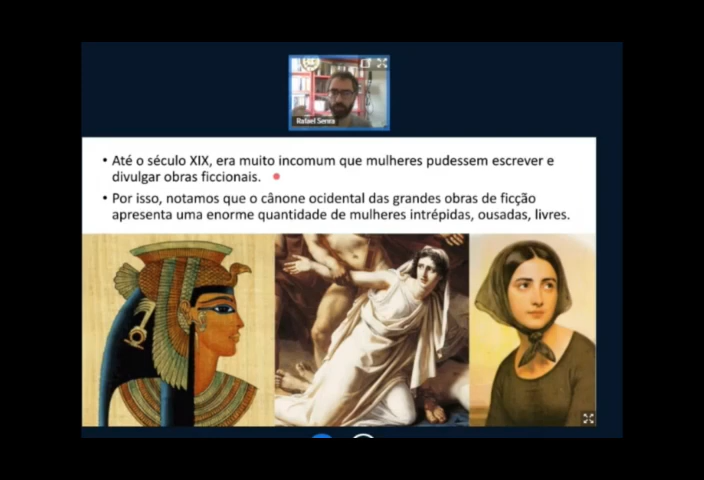 Rafael Senra
• Até o século XIX, era muito incomum que mulheres pudessem escrever e
divulgar obras ficcionais.
• Por isso, notamos que o cânone ocidental das grandes obras de ficção
apresenta uma enorme quantidade de mulheres intrépidas, ousadas, livres.